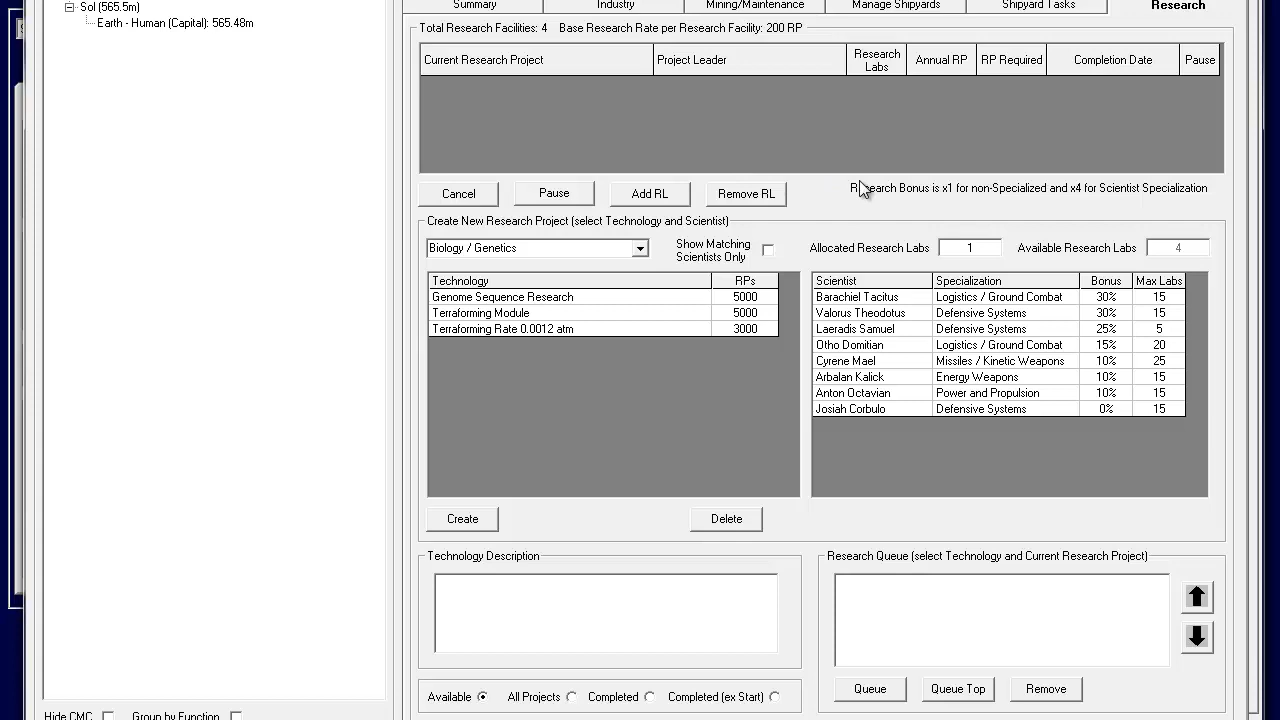 Sol (565.5m)
Earth - Human (Capital): 565.48m
Summary Industry Mining/Maintenance Manage Shipyards Shipyard Tasks Research
Total Research Facilities: 4 Base Research Rate per Research Facility: 200 RP
Current Research Project Project Leader Research Labs Annual RP RP Required Completion Date Pause
Cancel Pause Add RL Remove RL
Research Bonus is x1 for non-Specialized and x4 for Scientist Specialization
Create New Research Project (select Technology and Scientist)
Biology / Genetics Show Matching Scientists Only Allocated Research Labs 1 Available Research Labs 4
Technology RPs
Genome Sequence Research 5000
Terraforming Module 5000
Terraforming Rate 0.0012 atm 3000
Scientist Specialization Bonus Max Labs
Barachiel Tacitus Logistics / Ground Combat 30% 15
Valorus Theodotus Defensive Systems 30% 15
Laeradis Samuel Defensive Systems 25% 5
Otho Domitian Logistics / Ground Combat 15% 20
Cyrene Mael Missiles / Kinetic Weapons 10% 25
Arbalan Kalick Energy Weapons 10% 15
Anton Octavian Power and Propulsion 10% 15
Josiah Corbulo Defensive Systems 0% 15
Create Delete
Technology Description
Research Queue (select Technology and Current Research Project)
Available All Projects Completed Completed (ex Start)
Queue Queue Top Remove
Hide CMC Group by Function